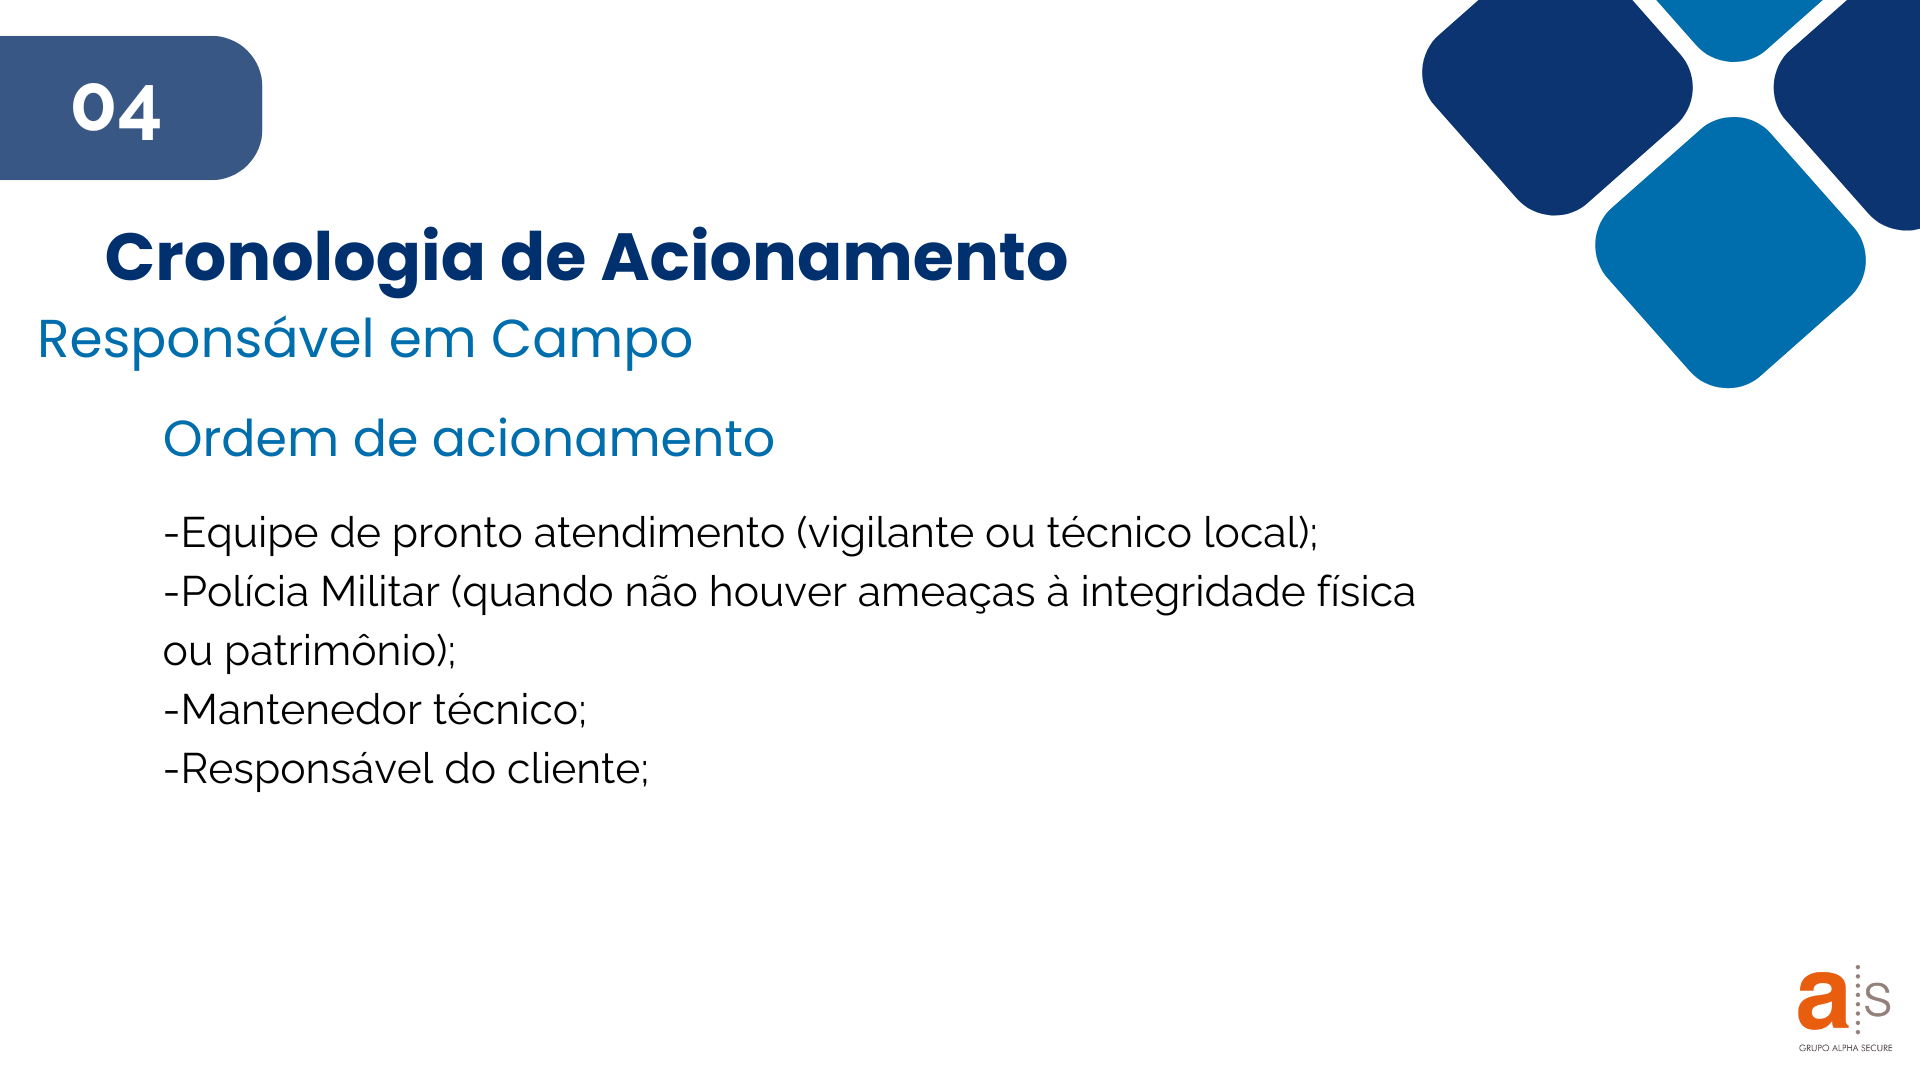 04
Cronologia de Acionamento
Responsável em Campo
Ordem de acionamento
-Equipe de pronto atendimento (vigilante ou técnico local);
-Polícia Militar (quando não houver ameaças à integridade física
ou patrimônio);
-Mantenedor técnico;
-Responsável do cliente;
a s
GRUPO ALPHA SECURE